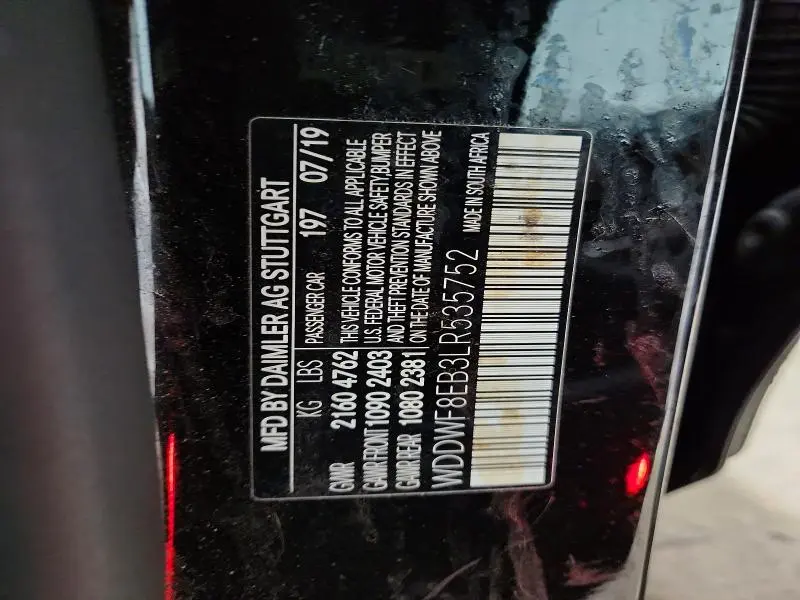 MFD BY DAIMLER AG STUTTGART
KG LBS PASSENGER CAR 197 07/19
GVWR 2160 4762
GAWR FRONT 1090 2403
GAWR REAR 1080 2381
THIS VEHICLE CONFORMS TO ALL APPLICABLE
U.S. FEDERAL MOTOR VEHICLE SAFETY,BUMPER
AND THEFT PREVENTION STANDARDS IN EFFECT
ON THE DATE OF MANUFACTURE SHOWN ABOVE
WDDWF8EB3LR535752 MADE IN SOUTH AFRICA